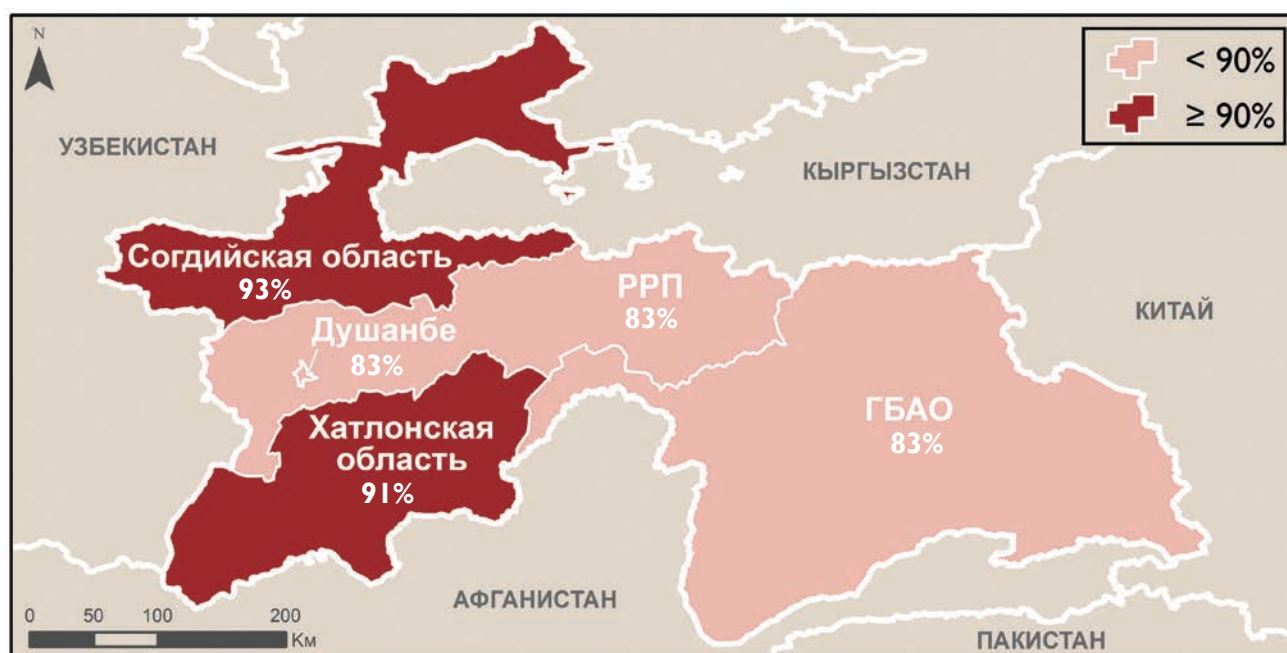 N
< 90%
≥ 90%
УЗБЕКИСТАН
КЫРГЫЗСТАН
Согдийская область
93%
РРП
83%
КИТАЙ
Душанбе
83%
ГБАО
83%
Хатлонская
область
91%
АФГАНИСТАН
ПАКИСТАН
0 50 100 200
Км